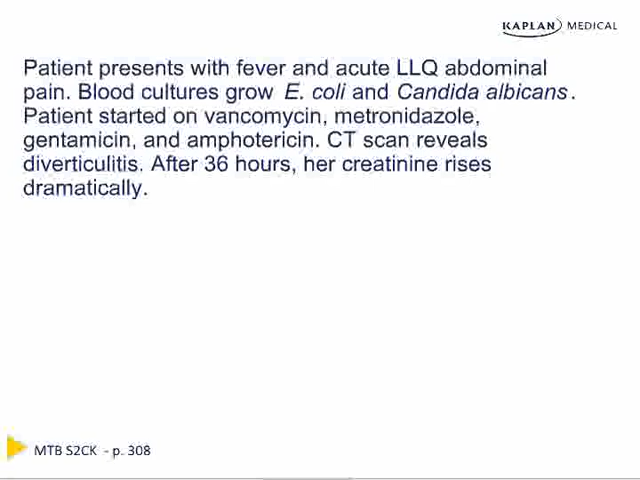 KAPLAN MEDICAL
Patient presents with fever and acute LLQ abdominal
pain. Blood cultures grow E. coli and Candida albicans.
Patient started on vancomycin, metronidazole,
gentamicin, and amphotericin. CT scan reveals
diverticulitis. After 36 hours, her creatinine rises
dramatically.
MTB S2CK - p. 308